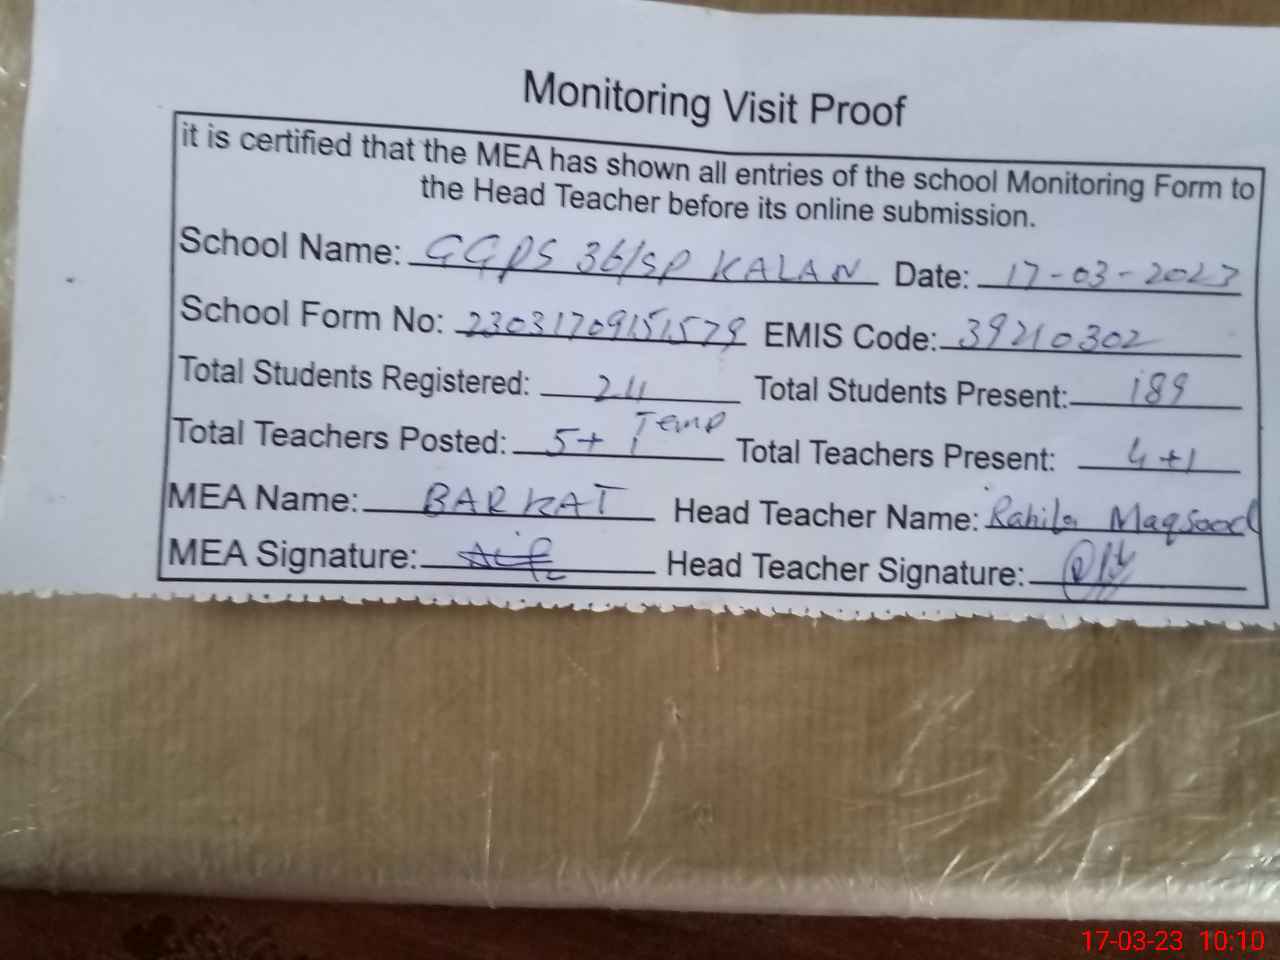 Monitoring Visit Proof
it is certified that the MEA has shown all entries of the school Monitoring Form to
the Head Teacher before its online submission.
School Name: GGPS 36/SP KALAN Date: 17-03-2023
School Form No: 23031709151579 EMIS Code: 39210302
Total Students Registered: Total Students Present: 189
Total Teachers Posted: 5+1 Temp Total Teachers Present: 4+1
MEA Name: BARKAT Head Teacher Name: Rahila Maqsood
MEA Signature: Head Teacher Signature:
17-03-23 10:10